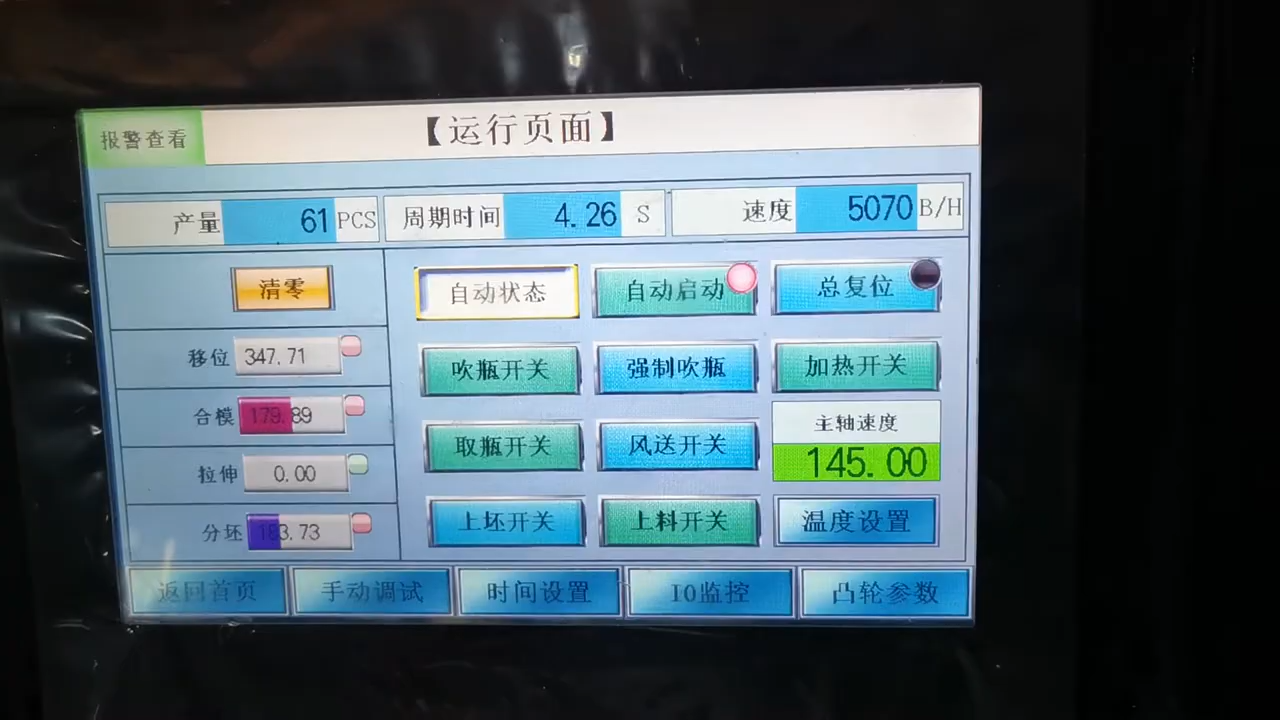 报警查看
【运行页面】
产量 61 PCS 周期时间 4.26 S 速度 5070 B/H
清零 自动状态 自动启动 总复位
移位 347.71 吹瓶开关 强制吹瓶 加热开关
合模 179.89 主轴速度
拉伸 0.00 取瓶开关 风送开关 145.00
分坯 183.73 上坯开关 上料开关 温度设置
返回首页 手动调试 时间设置 IO监控 凸轮参数